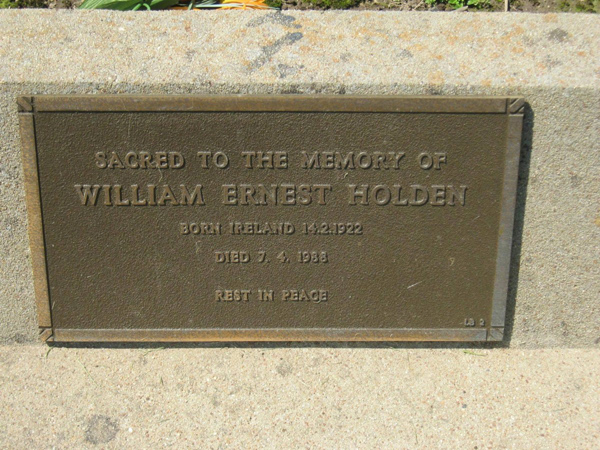 SACRED TO THE MEMORY OF
WILLIAM ERNEST HOLDEN
BORN IRELAND 14.2.1922
DIED 7. 4. 1988
REST IN PEACE
LB 3